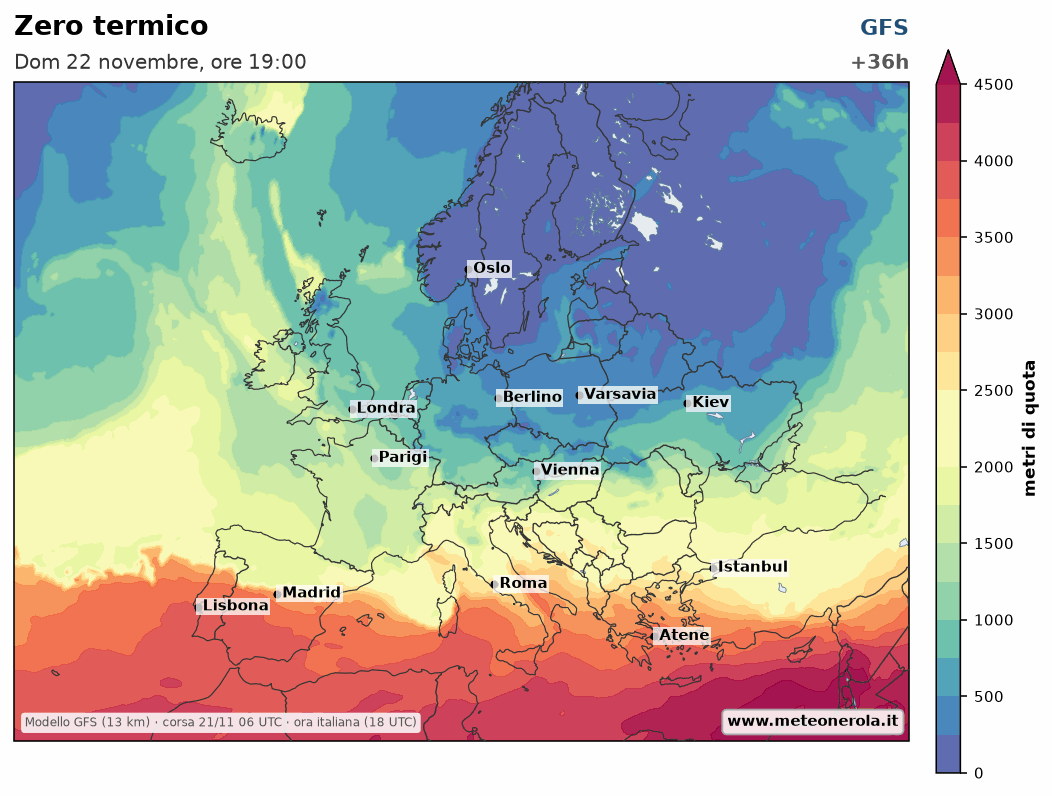 Zero termico
GFS
Dom 22 novembre, ore 19:00
+36h
4500
4000
3500
3000
2500
2000
1500
1000
500
0
metri di quota
Oslo
Berlino
Varsavia
Kiev
Londra
Parigi
Vienna
Istanbul
Roma
Madrid
Lisbona
Atene
Modello GFS (13 km) · corsa 21/11 06 UTC · ora italiana (18 UTC)
www.meteonerola.it